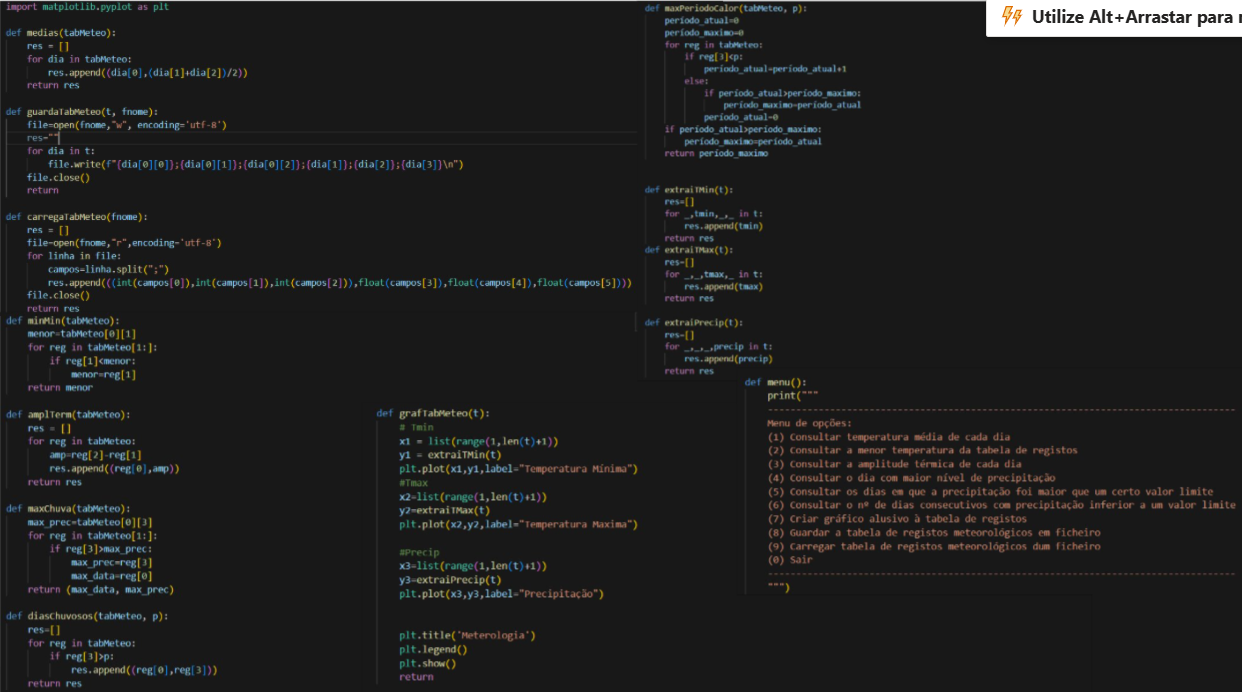 import matplotlib.pyplot as plt
def medias(tabMeteo):
    res = []
    for dia in tabMeteo:
        res.append((dia[0],(dia[1]+dia[2])/2))
    return res
def guardaTabMeteo(t, fnome):
    file=open(fnome,"w", encoding='utf-8')
    res=""
    for dia in t:
        file.write(f"{dia[0][0]};{dia[0][1]};{dia[0][2]};{dia[1]};{dia[2]};{dia[3]}\n")
    file.close()
    return
def carregaTabMeteo(fnome):
    res = []
    file=open(fnome,"r",encoding='utf-8')
    for linha in file:
        campos=linha.split(";")
        res.append(((int(campos[0]),int(campos[1]),int(campos[2])),float(campos[3]),float(campos[4]),float(campos[5])))
    file.close()
    return res
def minMin(tabMeteo):
    menor=tabMeteo[0][1]
    for reg in tabMeteo[1:]:
        if reg[1]<menor:
            menor=reg[1]
    return menor
def amplTerm(tabMeteo):
    res = []
    for reg in tabMeteo:
        amp=reg[2]-reg[1]
        res.append((reg[0],amp))
    return res
def maxChuva(tabMeteo):
    max_prec=tabMeteo[0][3]
    for reg in tabMeteo[1:]:
        if reg[3]>max_prec:
            max_prec=reg[3]
            max_data=reg[0]
    return (max_data, max_prec)
def diasChuvosos(tabMeteo, p):
    res=[]
    for reg in tabMeteo:
        if reg[3]>p:
            res.append((reg[0],reg[3]))
    return res
def grafTabMeteo(t):
    # Tmin
    x1 = list(range(1,len(t)+1))
    y1 = extraiTMin(t)
    plt.plot(x1,y1,label="Temperatura Mínima")
    #Tmax
    x2=list(range(1,len(t)+1))
    y2=extraiTMax(t)
    plt.plot(x2,y2,label="Temperatura Maxima")
    #Precip
    x3=list(range(1,len(t)+1))
    y3=extraiPrecip(t)
    plt.plot(x3,y3,label="Precipitação")
    plt.title('Meterologia')
    plt.legend()
    plt.show()
    return
def maxPeriodoCalor(tabMeteo, p):
    período_atual=0
    período_maximo=0
    for reg in tabMeteo:
        if reg[3]<p:
            período_atual=período_atual+1
        else:
            if período_atual>período_maximo:
                período_maximo=período_atual
            período_atual=0
    if período_atual>período_maximo:
        período_maximo=período_atual
    return período_maximo
def extraiTMin(t):
    res=[]
    for _,tmin,_,_ in t:
        res.append(tmin)
    return res
def extraiTMax(t):
    res=[]
    for _,_,tmax,_ in t:
        res.append(tmax)
    return res
def extraiPrecip(t):
    res=[]
    for _,_,_,precip in t:
        res.append(precip)
    return res
def menu():
    print("""
    Menu de opções:
    (1) Consultar temperatura média de cada dia
    (2) Consultar a menor temperatura da tabela de registos
    (3) Consultar a amplitude térmica de cada dia
    (4) Consultar o dia com maior nível de precipitação
    (5) Consultar os dias em que a precipitação foi maior que um certo valor limite
    (6) Consultar o nº de dias consecutivos com precipitação inferior a um valor limite
    (7) Criar gráfico alusivo à tabela de registos
    (8) Guardar a tabela de registos meteorológicos em ficheiro
    (9) Carregar tabela de registos meteorológicos dum ficheiro
    (0) Sair
    """)
Utilize Alt+Arrastar para